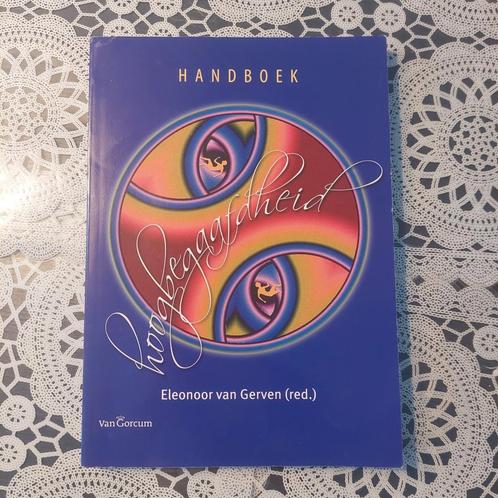 HANDBOEK
hoogbegaafdheid
Eleonoor van Gerven (red.)
Van Gorcum